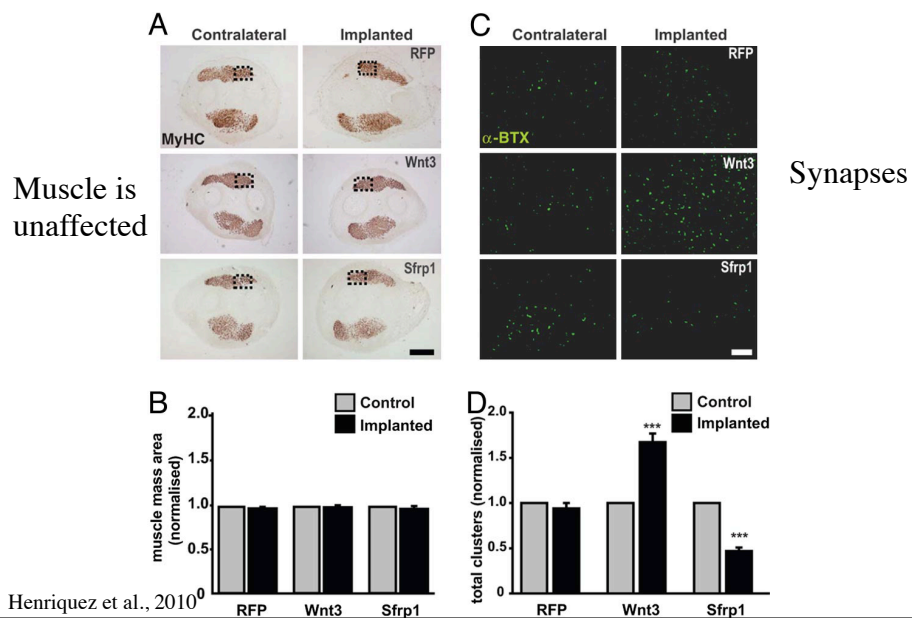 A
Contralateral Implanted
RFP
MyHC
Wnt3
Sfrp1
Muscle is
unaffected
C
Contralateral Implanted
RFP
α-BTX
Wnt3
Sfrp1
Synapses
B
Control
Implanted
muscle mass area
(normalised)
2.0
1.5
1.0
0.5
0
RFP Wnt3 Sfrp1
D
Control
Implanted
total clusters (normalised)
2.0
1.5
1.0
0.5
0
***
***
RFP Wnt3 Sfrp1
Henriquez et al., 2010